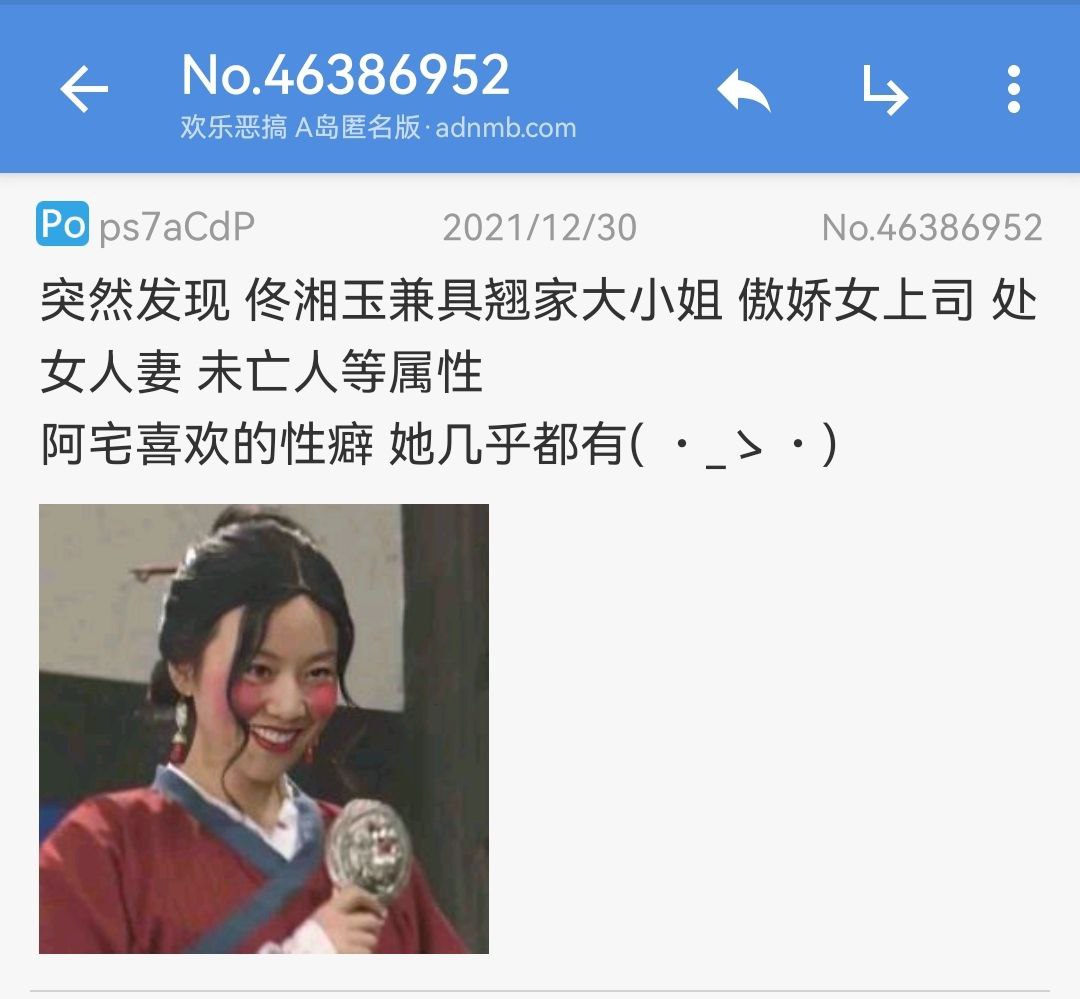 No.46386952
欢乐恶搞 A岛匿名版·adnmb.com
Po ps7aCdP 2021/12/30 No.46386952
突然发现 佟湘玉兼具翘家大小姐 傲娇女上司 处
女人妻 未亡人等属性
阿宅喜欢的性癖 她几乎都有( ・_ゝ・)